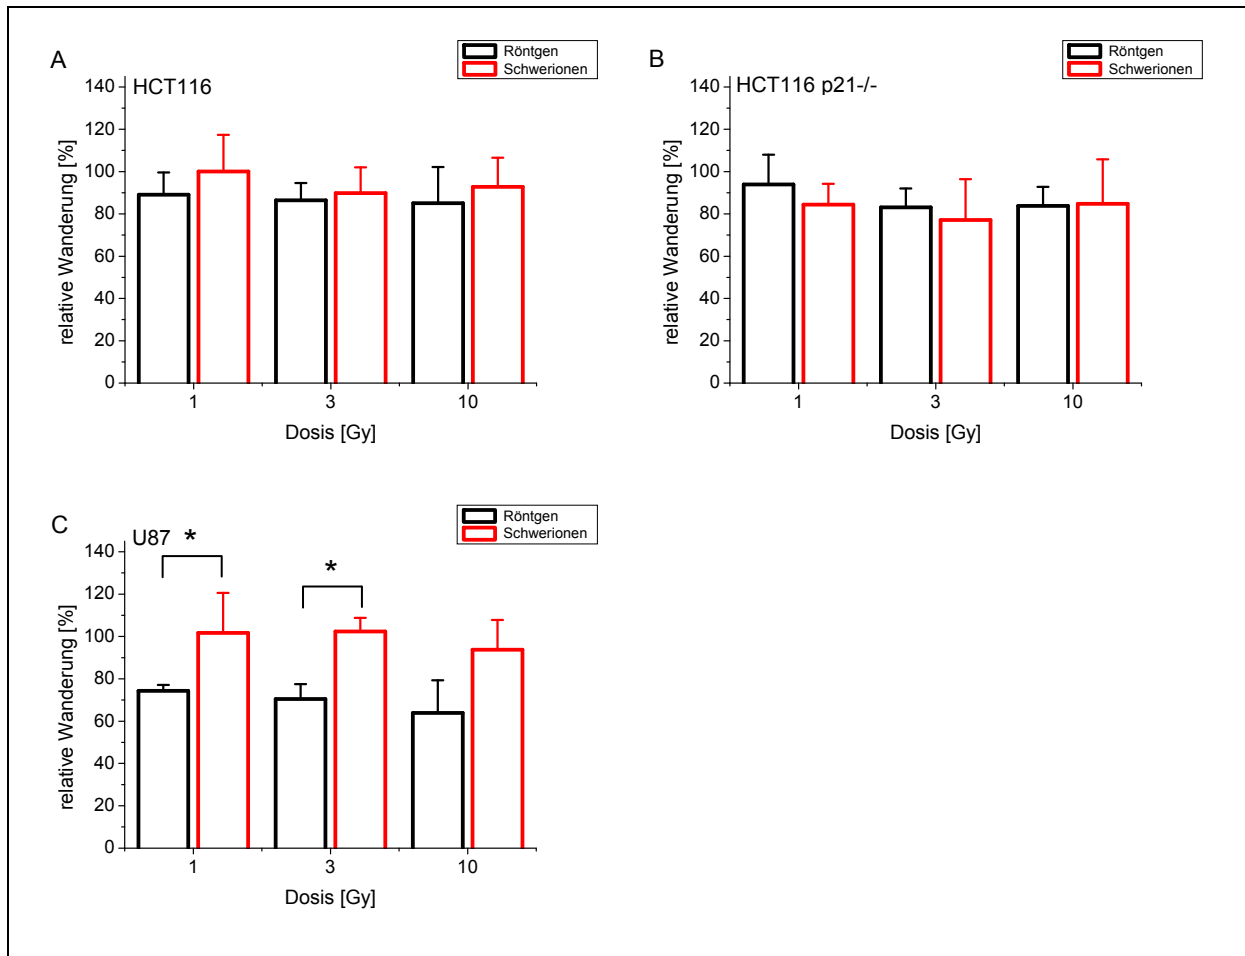 A
Röntgen
Schwerionen
HCT116
relative Wanderung [%]
140
120
100
80
60
40
20
0
1 3 10
Dosis [Gy]
B
Röntgen
Schwerionen
HCT116 p21-/-
relative Wanderung [%]
140
120
100
80
60
40
20
0
1 3 10
Dosis [Gy]
C
Röntgen
Schwerionen
U87
*
*
relative Wanderung [%]
140
120
100
80
60
40
20
0
1 3 10
Dosis [Gy]